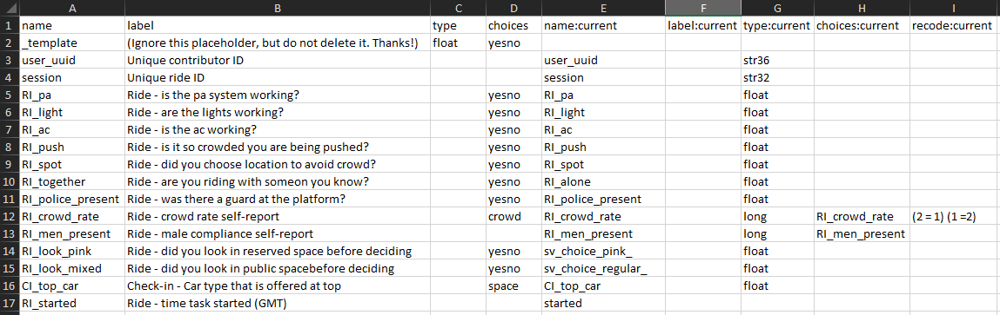 A B C D E F G H I
1 name label type choices name:current label:current type:current choices:current recode:current
2 _template (Ignore this placeholder, but do not delete it. Thanks!) float yesno
3 user_uuid Unique contributor ID user_uuid str36
4 session Unique ride ID session str32
5 RI_pa Ride - is the pa system working? yesno RI_pa float
6 RI_light Ride - are the lights working? yesno RI_light float
7 RI_ac Ride - is the ac working? yesno RI_ac float
8 RI_push Ride - is it so crowded you are being pushed? yesno RI_push float
9 RI_spot Ride - did you choose location to avoid crowd? yesno RI_spot float
10 RI_together Ride - are you riding with someon you know? yesno RI_alone float
11 RI_police_present Ride - was there a guard at the platform? yesno RI_police_present float
12 RI_crowd_rate Ride - crowd rate self-report crowd RI_crowd_rate long RI_crowd_rate (2 = 1) (1 =2)
13 RI_men_present Ride - male compliance self-report RI_men_present long RI_men_present
14 RI_look_pink Ride - did you look in reserved space before deciding yesno sv_choice_pink_ float
15 RI_look_mixed Ride - did you look in public spacebefore deciding yesno sv_choice_regular_ float
16 CI_top_car Check-in - Car type that is offered at top space CI_top_car float
17 RI_started Ride - time task started (GMT) started